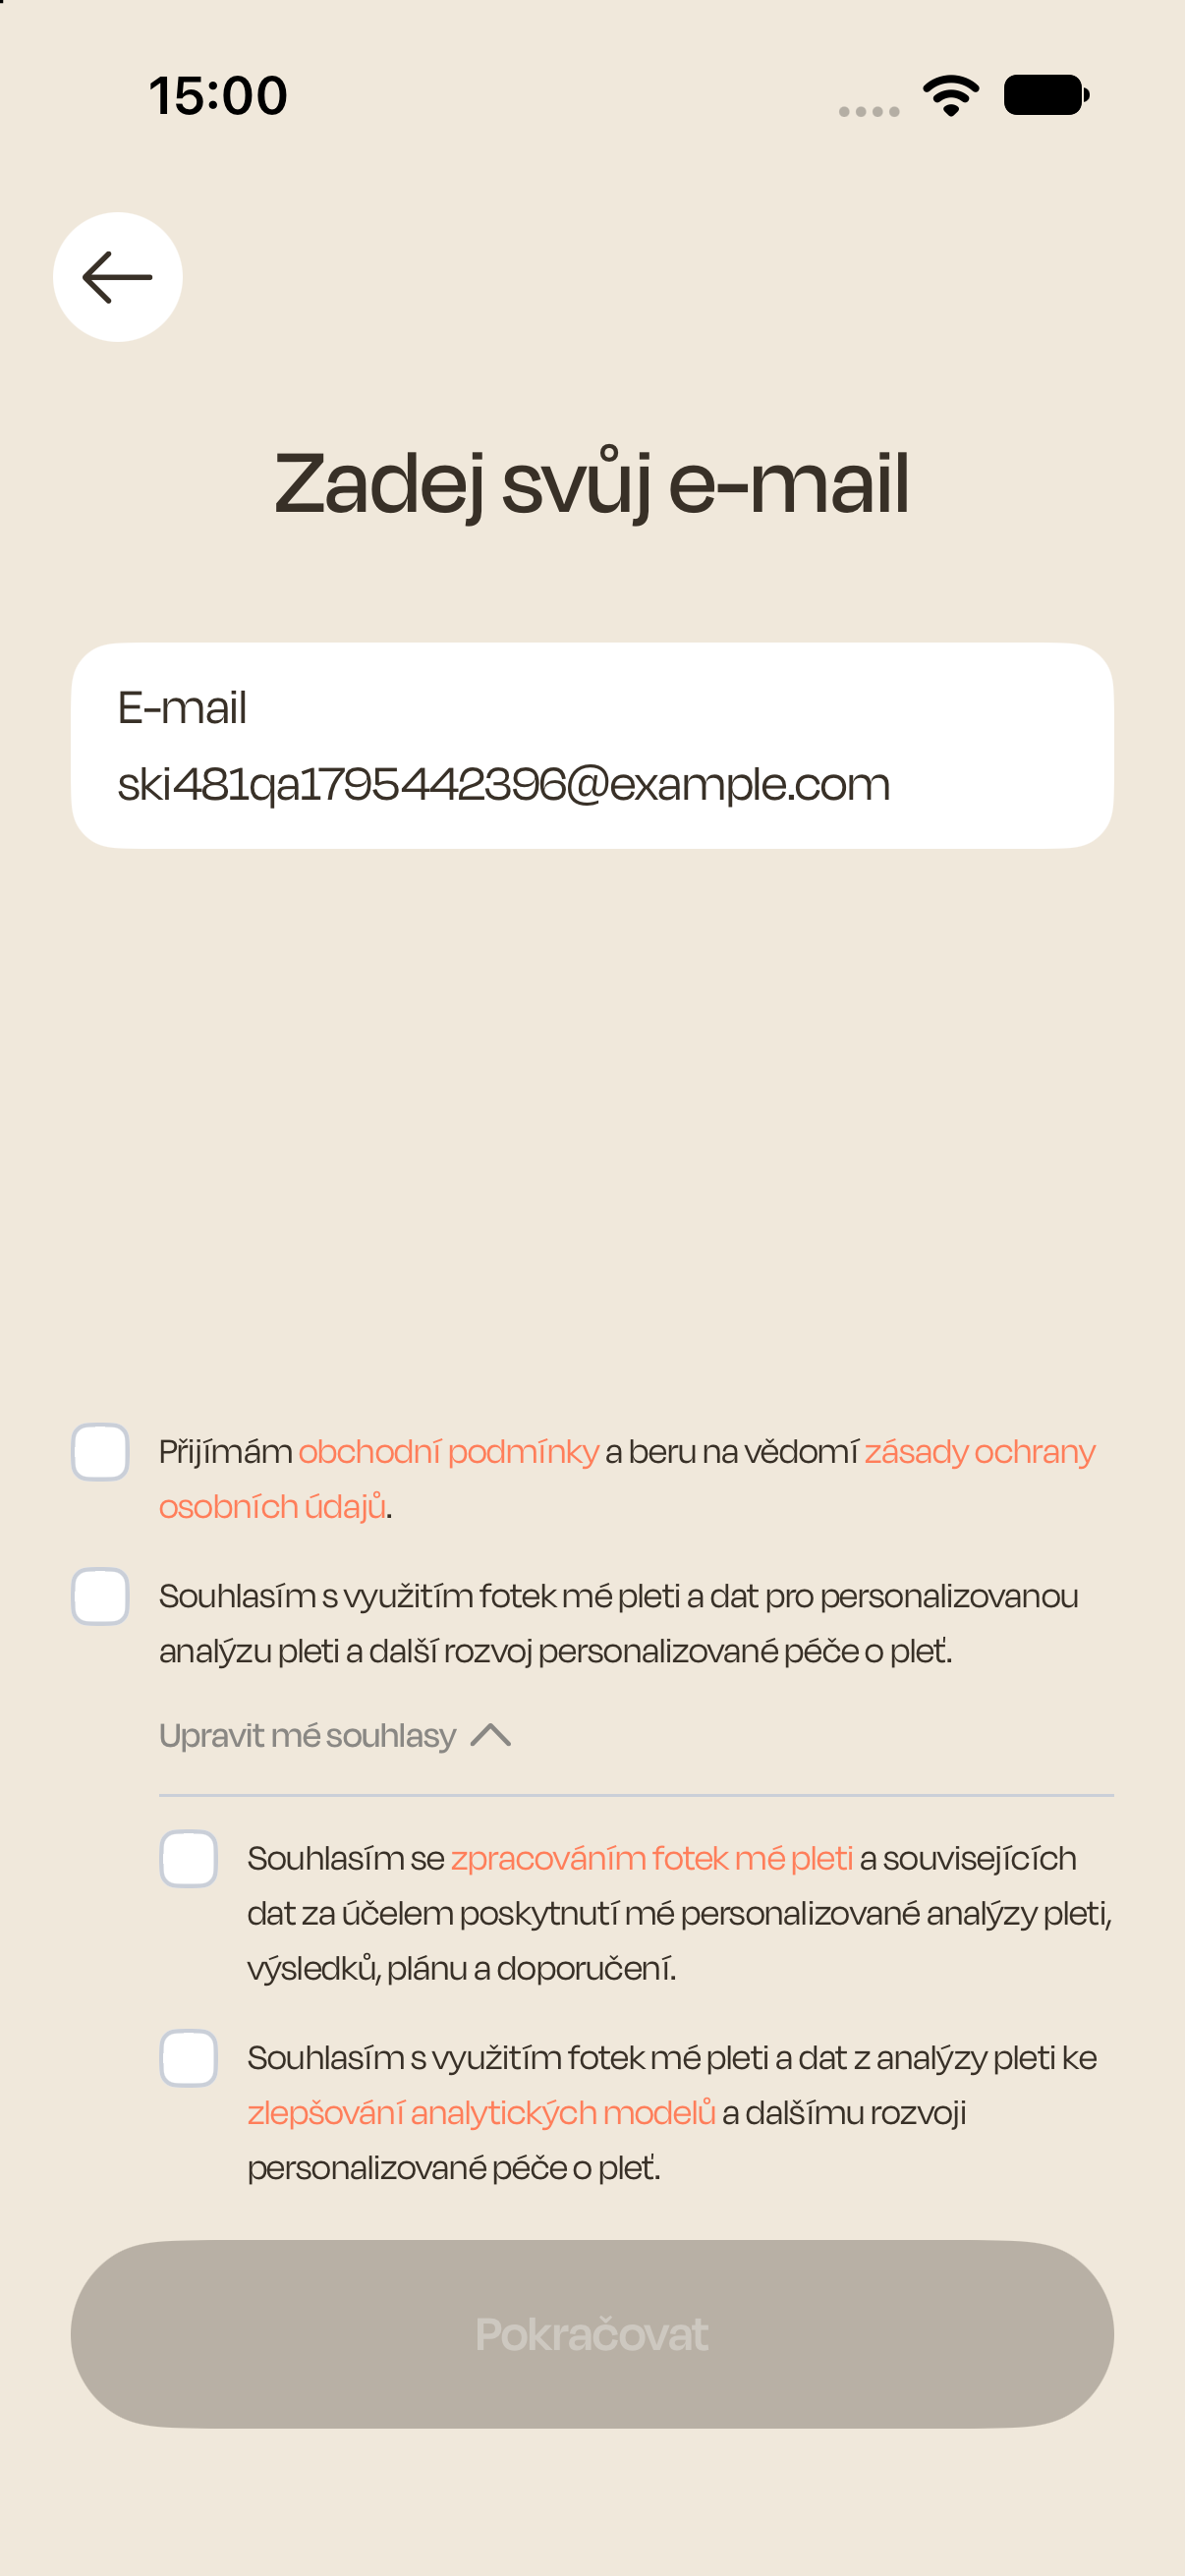 15:00
Zadej svůj e-mail
E-mail
ski481qa1795442396@example.com
Přijímám obchodní podmínky a beru na vědomí zásady ochrany
osobních údajů.
Souhlasím s využitím fotek mé pleti a dat pro personalizovanou
analýzu pleti a další rozvoj personalizované péče o pleť.
Upravit mé souhlasy
Souhlasím se zpracováním fotek mé pleti a souvisejících
dat za účelem poskytnutí mé personalizované analýzy pleti,
výsledků, plánu a doporučení.
Souhlasím s využitím fotek mé pleti a dat z analýzy pleti ke
zlepšování analytických modelů a dalšímu rozvoji
personalizované péče o pleť.
Pokračovat